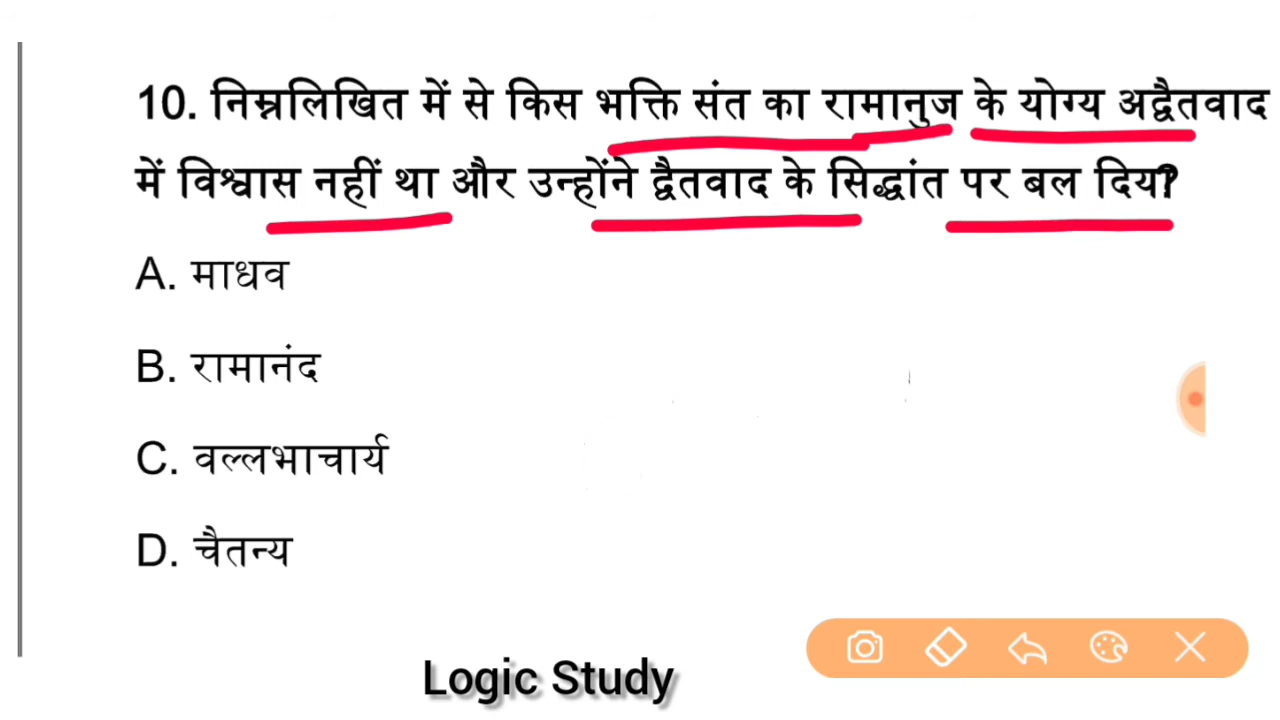 10. निम्नलिखित में से किस भक्ति संत का रामानुज के योग्य अद्वैतवाद
में विश्वास नहीं था और उन्होंने द्वैतवाद के सिद्धांत पर बल दिया?
A. माधव
B. रामानंद
C. वल्लभाचार्य
D. चैतन्य
Logic Study